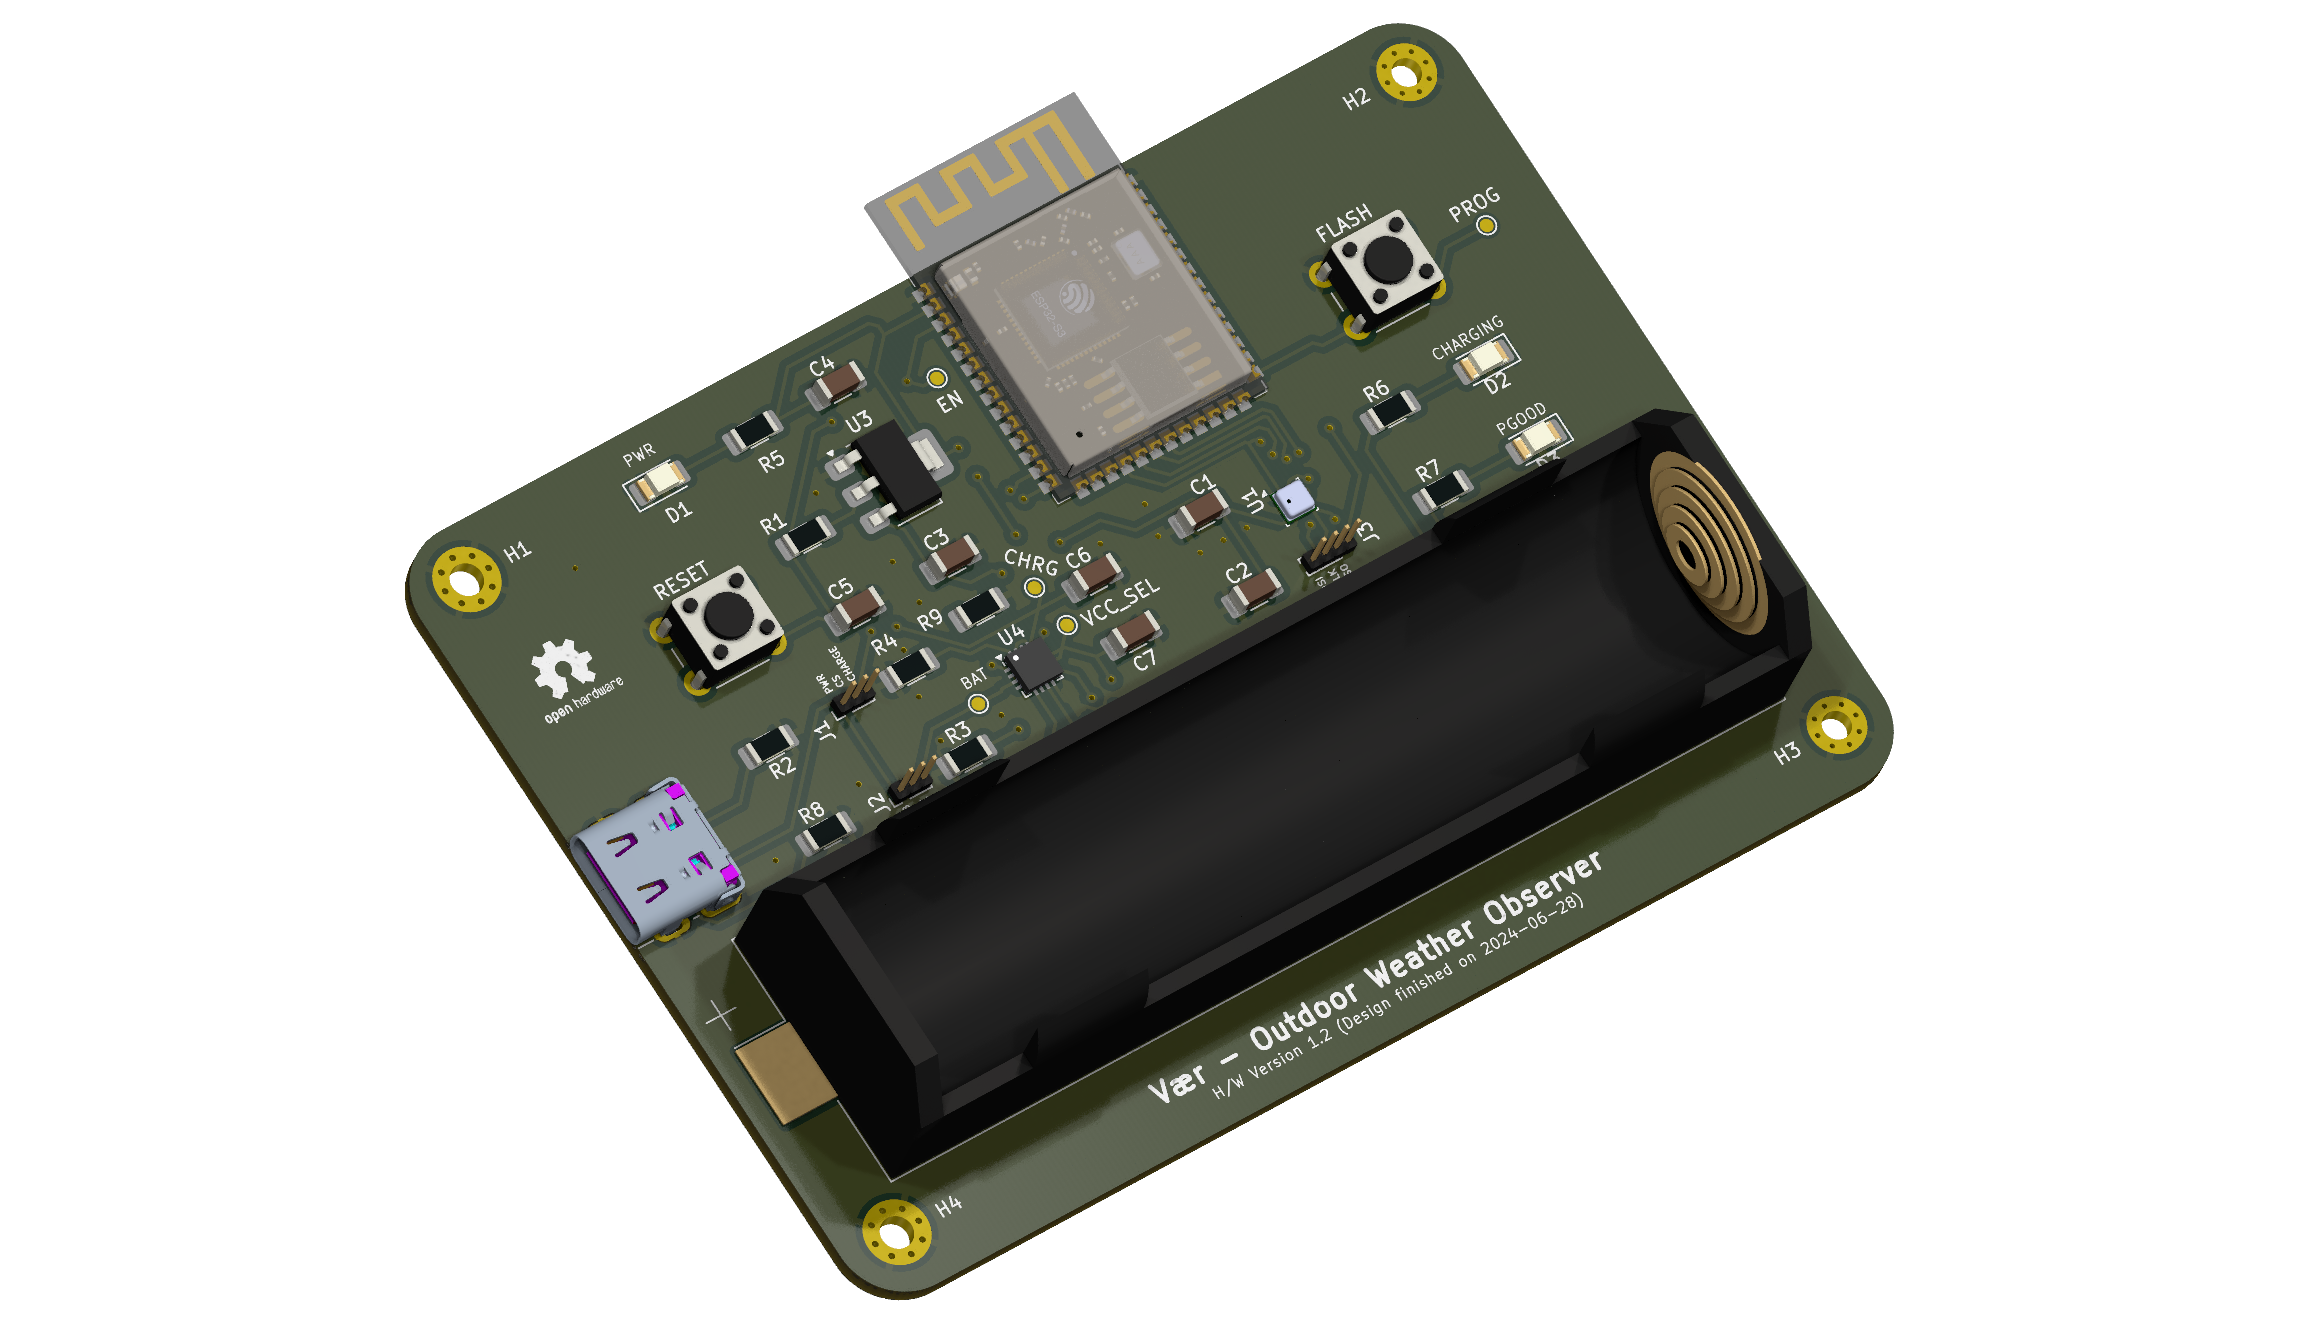 H2
PROG
FLASH
CHARGING
D2
R6
PGOOD
R7
ESP32-S3
C4
EN
U3
R5
PWR
D1
R1
H1
C1
U1
J3
C3
CHRG
C6
C2
RESET
C5
R9
VCC_SEL
R4
U4
C7
PWR
CS
CHARGE
BAT
J1
open hardware
R3
R2
J2
R8
H3
Vær – Outdoor Weather Observer
H/W Version 1.2 (Design finished on 2024-06-28)
H4